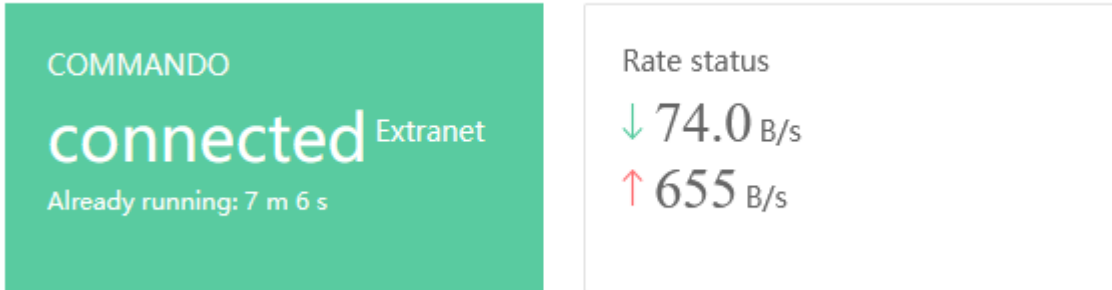 COMMANDO
connected Extranet
Already running: 7 m 6 s
Rate status
↓ 74.0 B/s
↑ 655 B/s